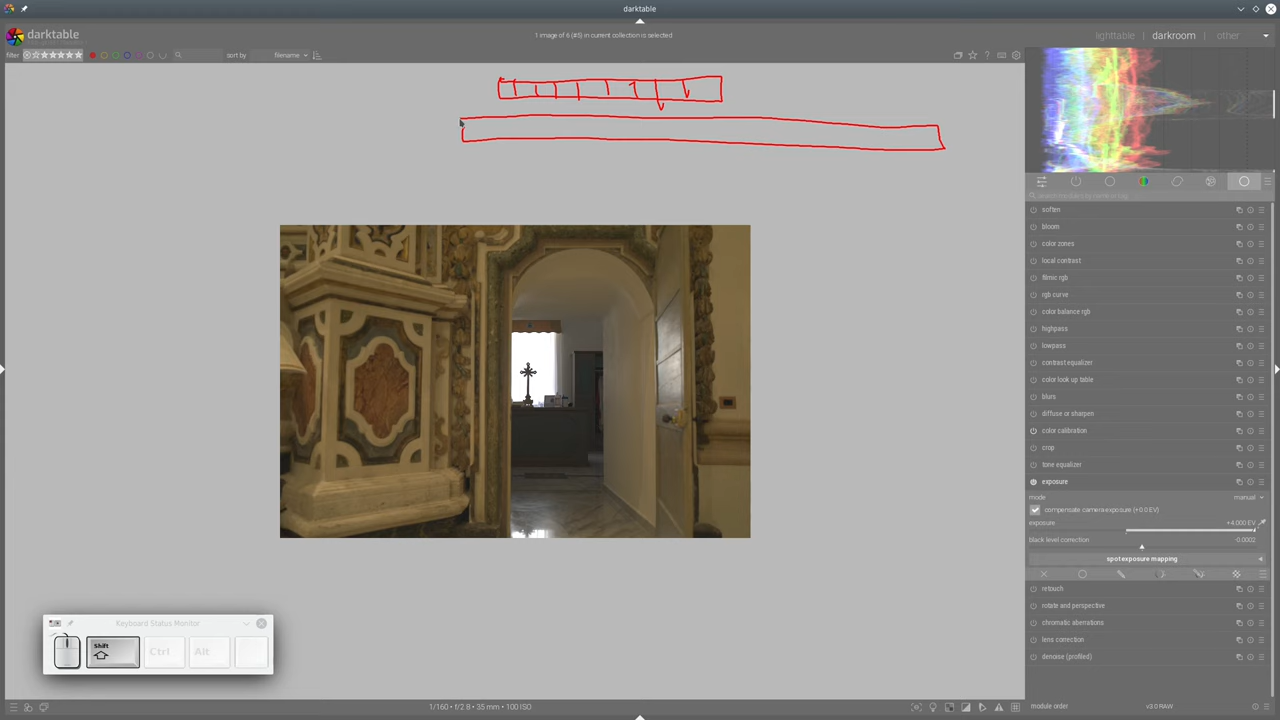 darktable
darktable
1 image of 6 (#5) in current collection is selected
lighttable | darkroom | other
filter
sort by filename
softn
bloom
color zones
local contrast
filmic rgb
rgb curve
color balance rgb
highpass
lowpass
contrast equalizer
color look up table
blurs
diffuse or sharpen
color calibration
crop
tone equalizer
exposure
mode manual
compensate camera exposure (+0.0 EV)
exposure +4.000 EV
black level correction -0.0002
spot exposure mapping
retouch
rotate and perspective
chromatic aberrations
lens correction
denoise (profiled)
Keyboard Status Monitor
Shift
Ctrl
Alt
1/160 • f/2.8 • 35 mm • 100 ISO
module order v3.0 RAW